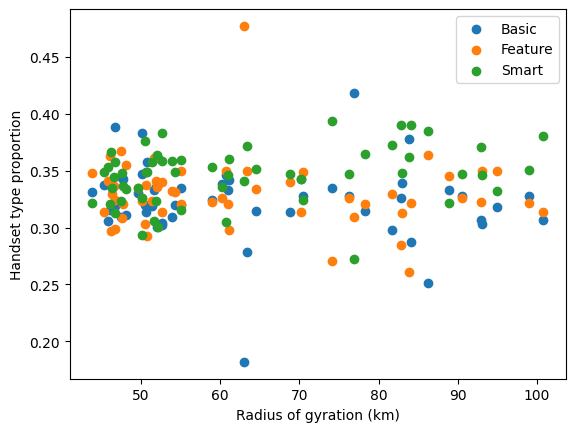 Basic
Feature
Smart
0.45
0.40
0.35
0.30
0.25
0.20
Handset type proportion
50 60 70 80 90 100
Radius of gyration (km)